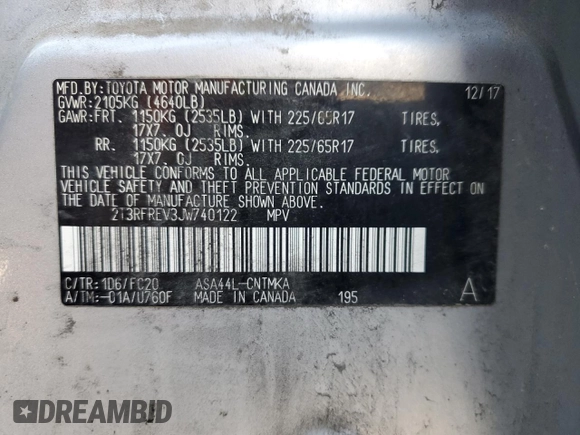 MFD.BY:TOYOTA MOTOR MANUFACTURING CANADA, INC. 12/17
GVWR:2105KG (4640LB)
GAWR:FRT. 1150KG (2535LB) WITH 225/65R17 TIRES,
17X7.0J RIMS.
RR. 1150KG (2535LB) WITH 225/65R17 TIRES,
17X7.0J RIMS.
THIS VEHICLE CONFORMS TO ALL APPLICABLE FEDERAL MOTOR
VEHICLE SAFETY AND THEFT PREVENTION STANDARDS IN EFFECT ON
THE DATE OF MANUFACTURE SHOWN ABOVE.
2T3RFREV3JW740122 MPV
C/TR:1D6/FC20 ASA44L-CNTMKA
A/TM:-01A/U760F MADE IN CANADA 195 A
DREAMBID